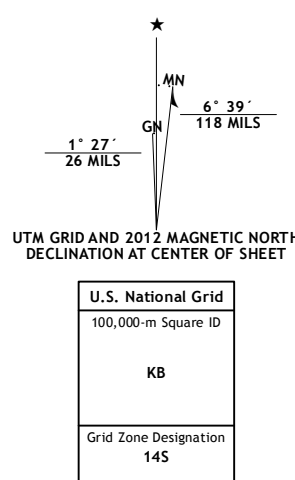 MN
6° 39´
118 MILS
GN
1° 27´
26 MILS
UTM GRID AND 2012 MAGNETIC NORTH
DECLINATION AT CENTER OF SHEET
U.S. National Grid
100,000-m Square ID
KB
Grid Zone Designation
14S